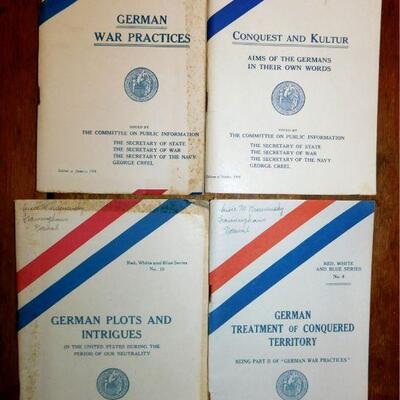 GERMAN
WAR PRACTICES
ISSUED BY
THE COMMITTEE ON PUBLIC INFORMATION
THE SECRETARY OF STATE
THE SECRETARY OF WAR
THE SECRETARY OF THE NAVY
GEORGE CREEL
CONQUEST AND KULTUR
AIMS OF THE GERMANS
IN THEIR OWN WORDS
ISSUED BY
THE COMMITTEE ON PUBLIC INFORMATION
THE SECRETARY OF STATE
THE SECRETARY OF WAR
THE SECRETARY OF THE NAVY
GEORGE CREEL
Framingham
Normal
Red, White and Blue Series
No. 10
GERMAN PLOTS AND
INTRIGUES
IN THE UNITED STATES DURING THE
PERIOD OF OUR NEUTRALITY
Framingham
Normal
RED, WHITE
AND BLUE SERIES
No. 6
GERMAN
TREATMENT OF CONQUERED
TERRITORY
BEING PART II OF "GERMAN WAR PRACTICES"